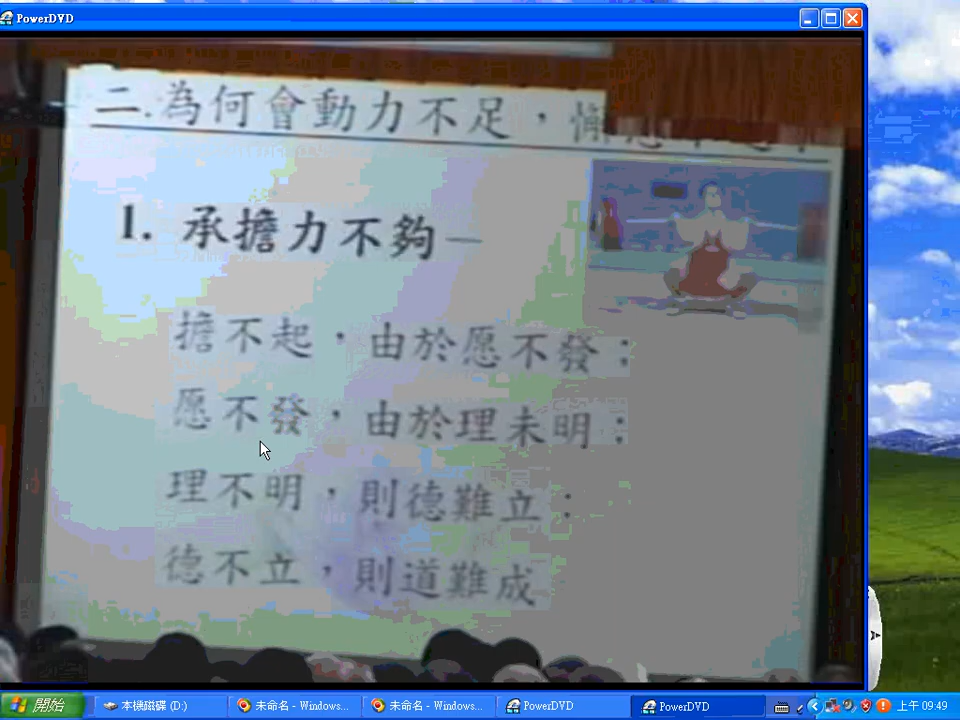 PowerDVD
二.為何會動力不足，
1. 承擔力不夠—
擔不起，由於愿不發；
愿不發，由於理未明；
理不明，則德難立；
德不立，則道難成
開始
本機磁碟 (D:)
未命名 - Windows...
未命名 - Windows...
PowerDVD
PowerDVD
上午 09:49